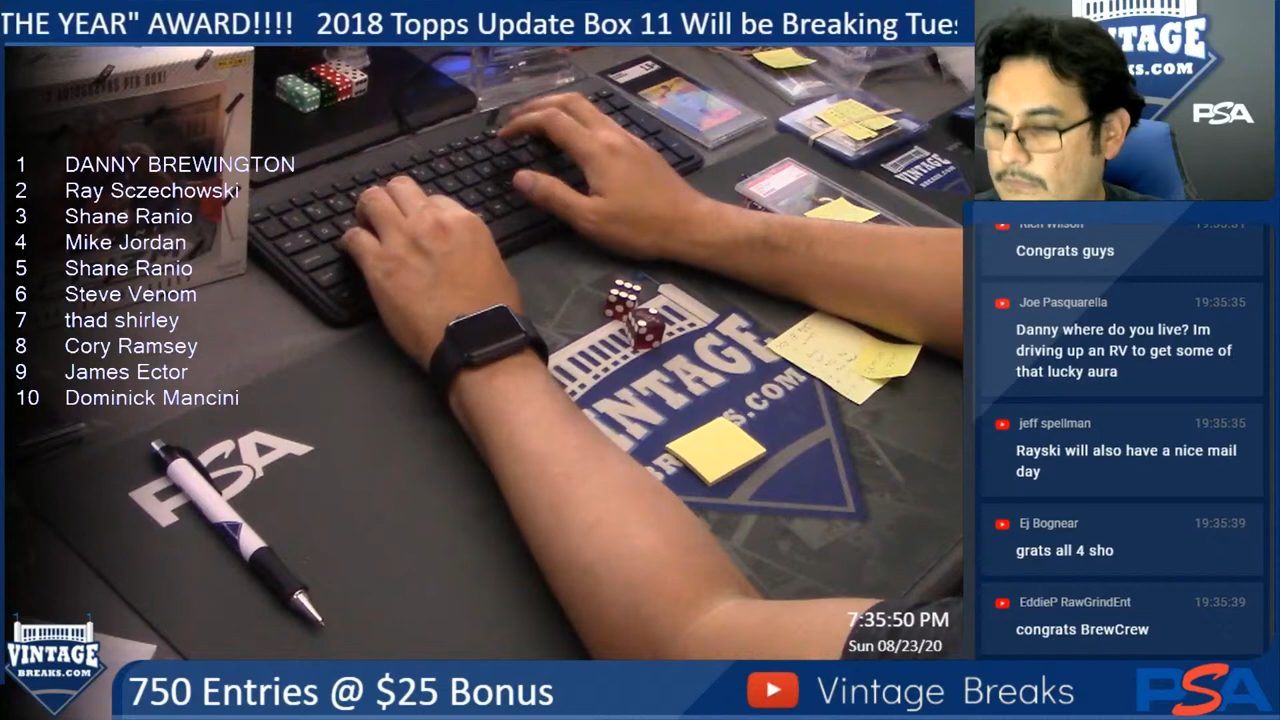 THE YEAR" AWARD!!!! 2018 Topps Update Box 11 Will be Breaking Tues
VINTAGE
BREAKS.COM
PSA
1 DANNY BREWINGTON
2 Ray Sczechowski
3 Shane Ranio
4 Mike Jordan
5 Shane Ranio
6 Steve Venom
7 thad shirley
8 Cory Ramsey
9 James Ector
10 Dominick Mancini
Rich Wilson
Congrats guys
Joe Pasquarella 19:35:35
Danny where do you live? Im
driving up an RV to get some of
that lucky aura
jeff spellman 19:35:35
Rayski will also have a nice mail
day
Ej Bognear 19:35:39
grats all 4 sho
EddieP RawGrindEnt 19:35:39
congrats BrewCrew
PSA
7:35:50 PM
Sun 08/23/20
VINTAGE
BREAKS.COM
750 Entries @ $25 Bonus
Vintage Breaks
PSA